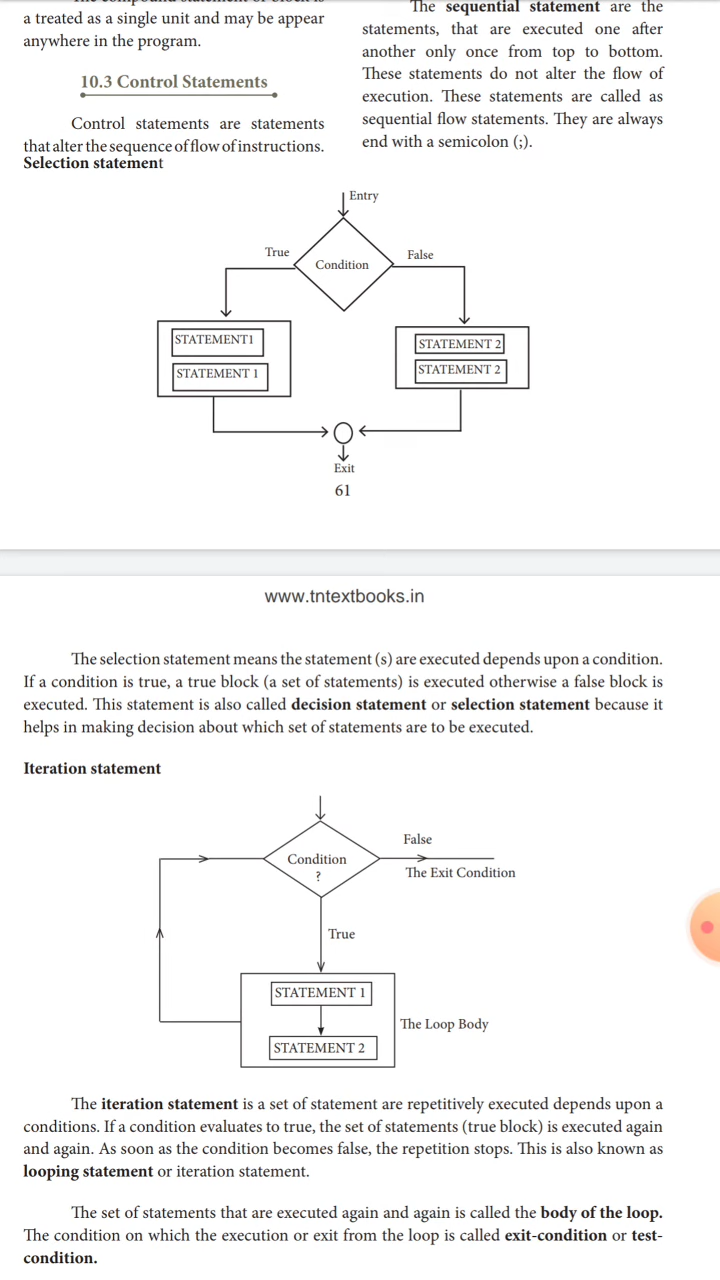 a treated as a single unit and may be appear
anywhere in the program.
10.3 Control Statements
Control statements are statements
that alter the sequence of flow of instructions.
The sequential statement are the
statements, that are executed one after
another only once from top to bottom.
These statements do not alter the flow of
execution. These statements are called as
sequential flow statements. They are always
end with a semicolon (;).
Selection statement
Entry
True
Condition
False
STATEMENT1
STATEMENT 1
STATEMENT 2
STATEMENT 2
Exit
61
www.tntextbooks.in
The selection statement means the statement (s) are executed depends upon a condition.
If a condition is true, a true block (a set of statements) is executed otherwise a false block is
executed. This statement is also called decision statement or selection statement because it
helps in making decision about which set of statements are to be executed.
Iteration statement
False
Condition
?
The Exit Condition
True
STATEMENT 1
The Loop Body
STATEMENT 2
The iteration statement is a set of statement are repetitively executed depends upon a
conditions. If a condition evaluates to true, the set of statements (true block) is executed again
and again. As soon as the condition becomes false, the repetition stops. This is also known as
looping statement or iteration statement.
The set of statements that are executed again and again is called the body of the loop.
The condition on which the execution or exit from the loop is called exit-condition or test-
condition.